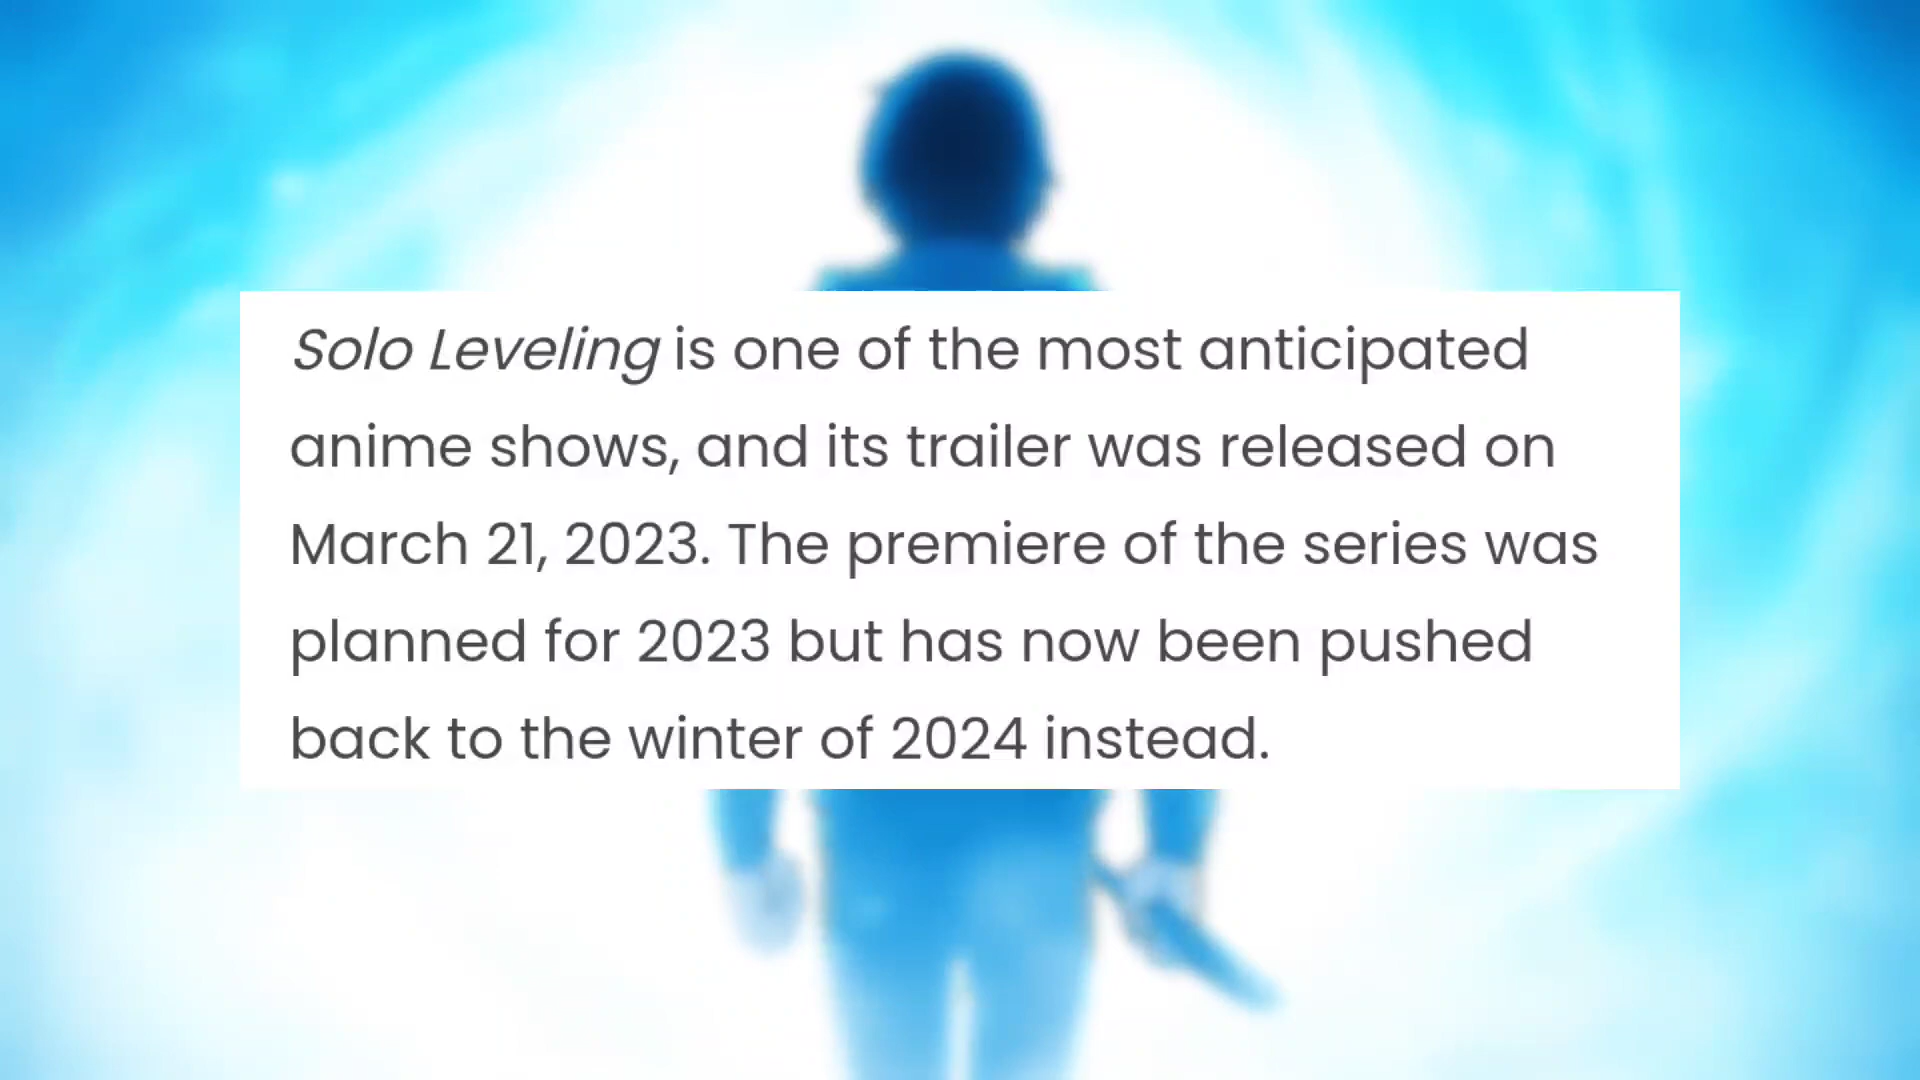 Solo Leveling is one of the most anticipated
anime shows, and its trailer was released on
March 21, 2023. The premiere of the series was
planned for 2023 but has now been pushed
back to the winter of 2024 instead.